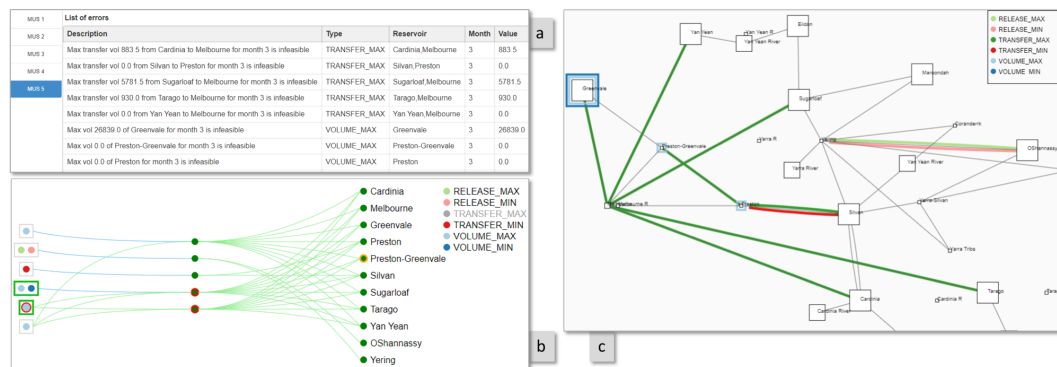 MUS 1
MUS 2
MUS 3
MUS 4
MUS 5
List of errors
Description Type Reservoir Month Value
Max transfer vol 883.5 from Cardinia to Melbourne for month 3 is infeasible TRANSFER_MAX Cardinia,Melbourne 3 883.5
Max transfer vol 0.0 from Silvan to Preston for month 3 is infeasible TRANSFER_MAX Silvan,Preston 3 0.0
Max transfer vol 5781.5 from Sugarloaf to Melbourne for month 3 is infeasible TRANSFER_MAX Sugarloaf,Melbourne 3 5781.5
Max transfer vol 930.0 from Tarago to Melbourne for month 3 is infeasible TRANSFER_MAX Tarago,Melbourne 3 930.0
Max transfer vol 0.0 from Yan Yean to Melbourne for month 3 is infeasible TRANSFER_MAX Yan Yean,Melbourne 3 0.0
Max vol 26839.0 of Greenvale for month 3 is infeasible VOLUME_MAX Greenvale 3 26839.0
Max vol 0.0 of Preston-Greenvale for month 3 is infeasible VOLUME_MAX Preston-Greenvale 3 0.0
Max vol 0.0 of Preston for month 3 is infeasible VOLUME_MAX Preston 3 0.0
a
Cardinia
Melbourne
Greenvale
Preston
Preston-Greenvale
Silvan
Sugarloaf
Tarago
Yan Yean
OShannassy
Yering
RELEASE_MAX
RELEASE_MIN
TRANSFER_MAX
TRANSFER_MIN
VOLUME_MAX
VOLUME_MIN
b
RELEASE_MAX
RELEASE_MIN
TRANSFER_MAX
TRANSFER_MIN
VOLUME_MAX
VOLUME_MIN
Eildon
Yan Yean
Yan Yean R
Yan Yean River
Maroondah
Greenvale
Sugarloaf
Coranderrk
Yering
Yarra R
Preston-Greenvale
OShannassy
Yan Yean River
Yarra River
Yarra-Silvan
Melbourne R
Preston
Silvan
Yarra Tribs
Cardinia
Cardinia R
Cardinia River
Tarago
c